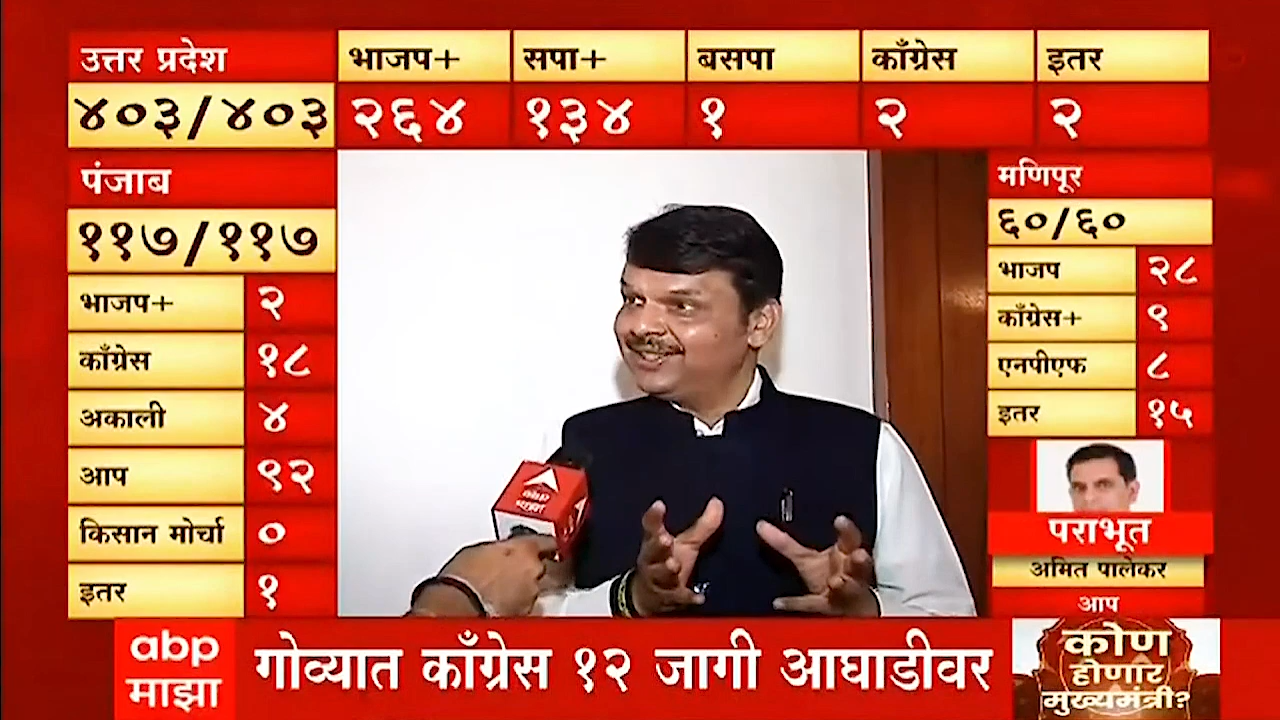 उत्तर प्रदेश
भाजप+
सपा+
बसपा
काँग्रेस
इतर
४०३/४०३
२६४
१३४
१
२
२
पंजाब
११७/११७
भाजप+
२
काँग्रेस
१८
अकाली
४
आप
९२
किसान मोर्चा
०
इतर
१
मणिपूर
६०/६०
भाजप
२८
काँग्रेस+
९
एनपीएफ
८
इतर
१५
पराभूत
अमित पालेकर
आप
abp
माझा
गोव्यात काँग्रेस १२ जागी आघाडीवर
कोण
होणार
मुख्यमंत्री?